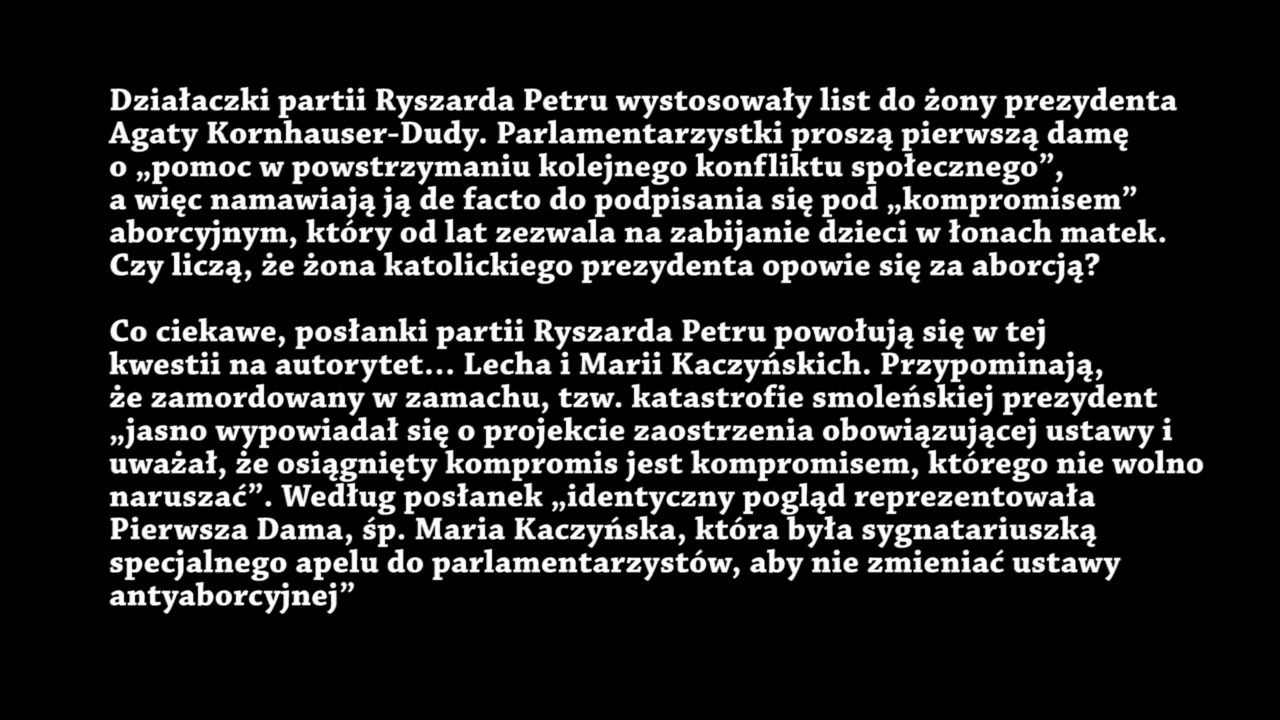 Działaczki partii Ryszarda Petru wystosowały list do żony prezydenta
Agaty Kornhauser-Dudy. Parlamentarzystki proszą pierwszą damę
o „pomoc w powstrzymaniu kolejnego konfliktu społecznego”,
a więc namawiają ją de facto do podpisania się pod „kompromisem”
aborcyjnym, który od lat zezwala na zabijanie dzieci w łonach matek.
Czy liczą, że żona katolickiego prezydenta opowie się za aborcją?
Co ciekawe, posłanki partii Ryszarda Petru powołują się w tej
kwestii na autorytet... Lecha i Marii Kaczyńskich. Przypominają,
że zamordowany w zamachu, tzw. katastrofie smoleńskiej prezydent
„jasno wypowiadał się o projekcie zaostrzenia obowiązującej ustawy i
uważał, że osiągnięty kompromis jest kompromisem, którego nie wolno
naruszać”. Według posłanek „identyczny pogląd reprezentowała
Pierwsza Dama, śp. Maria Kaczyńska, która była sygnatariuszką
specjalnego apelu do parlamentarzystów, aby nie zmieniać ustawy
antyaborcyjnej”